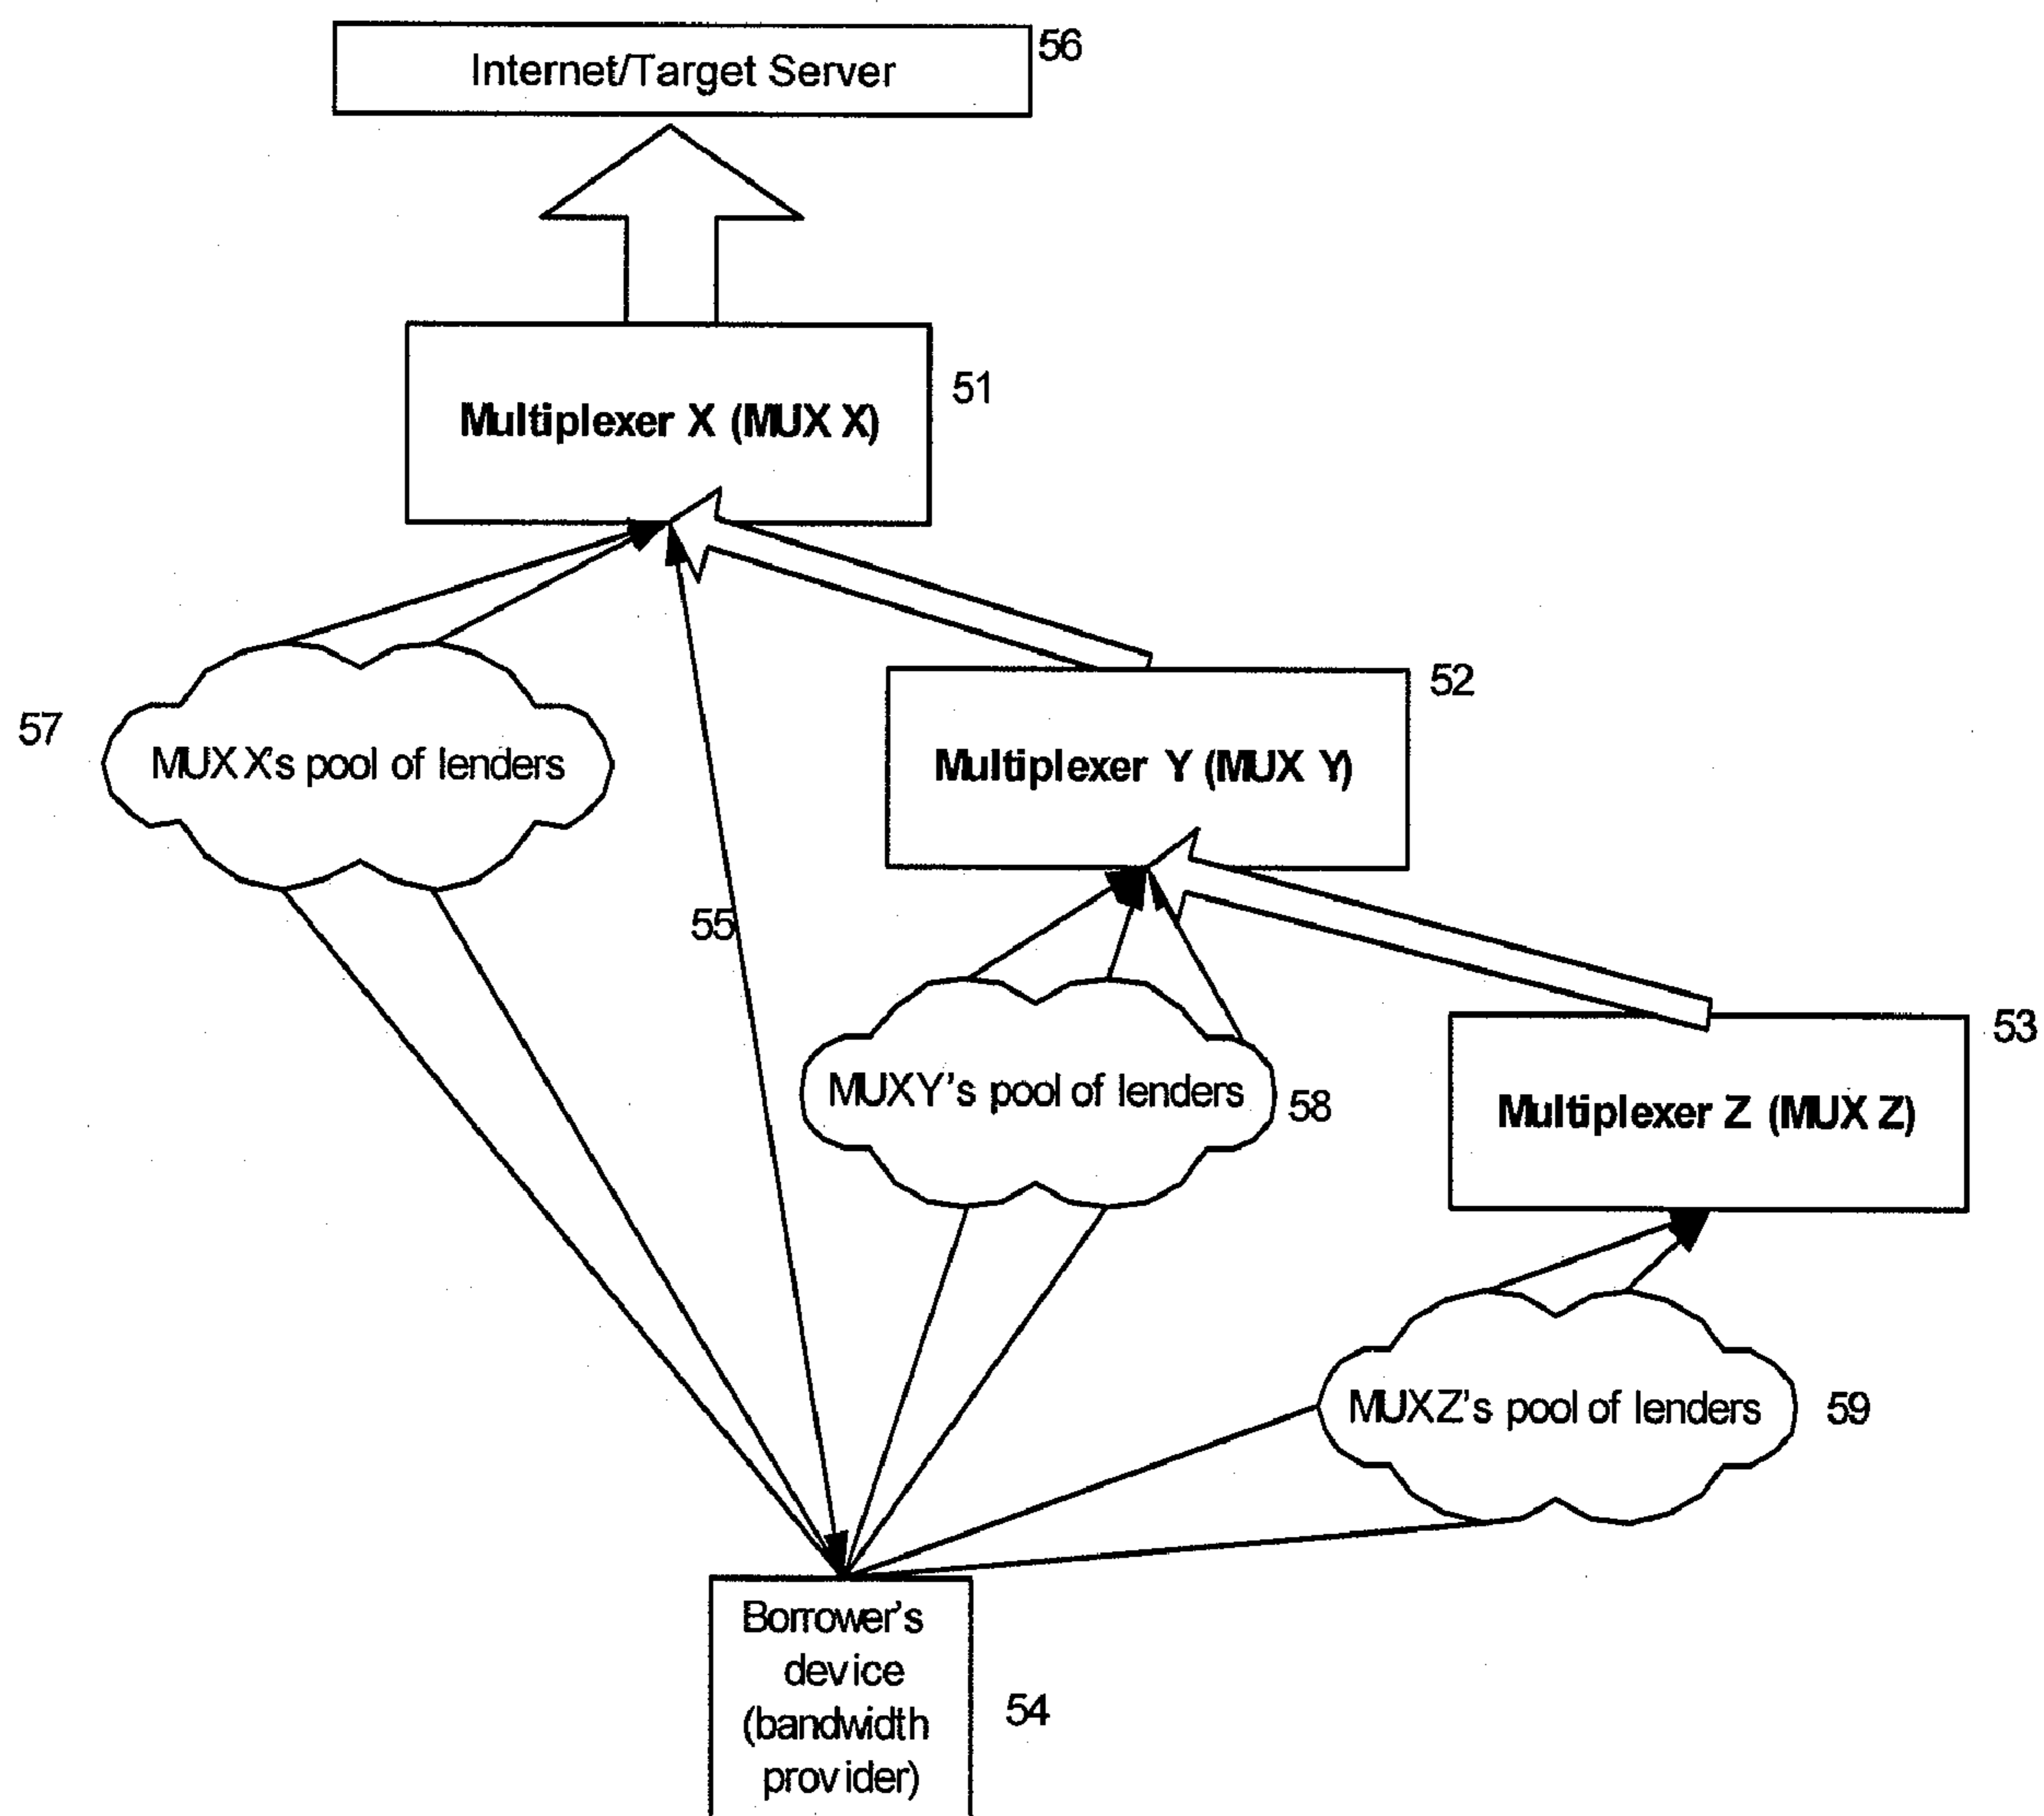 Internet/Target Server
56
Multiplexer X (MUX X)
51
52
57
MUX X's pool of lenders
Multiplexer Y (MUX Y)
55
53
MUXY's pool of lenders
58
Multiplexer Z (MUX Z)
MUXZ's pool of lenders
59
Borrower's
device
(bandwidth
provider)
54